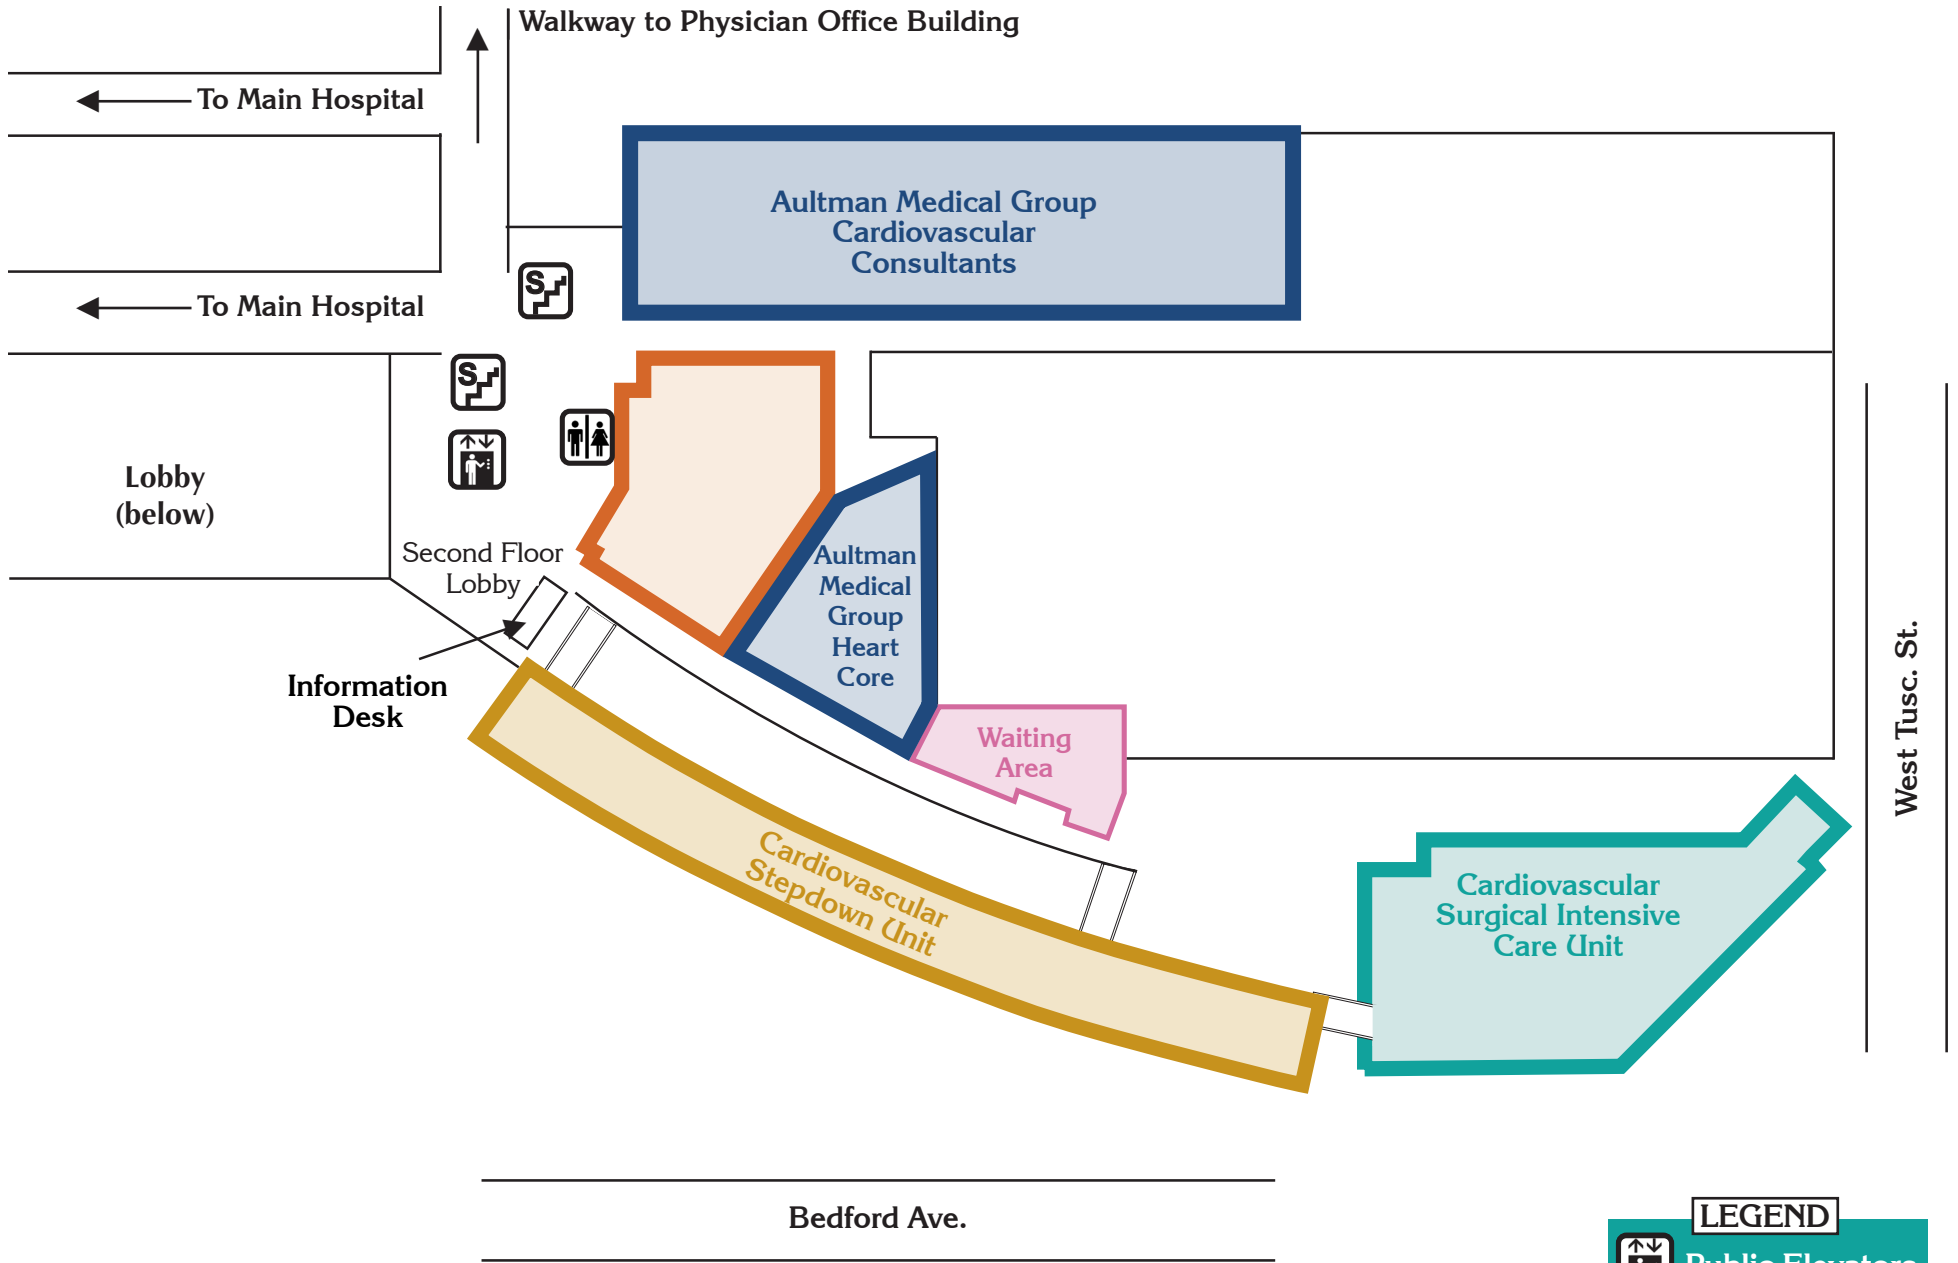 Walkway to Physician Office Building
To Main Hospital
Aultman Medical Group
Cardiovascular
Consultants
S
To Main Hospital
S
Lobby
(below)
Second Floor
Lobby
Aultman
Medical
Group
Heart
Core
Information
Desk
Waiting
Area
Cardiovascular
Stepdown Unit
Cardiovascular
Surgical Intensive
Care Unit
West Tusc. St.
Bedford Ave.
LEGEND
Public Elevators